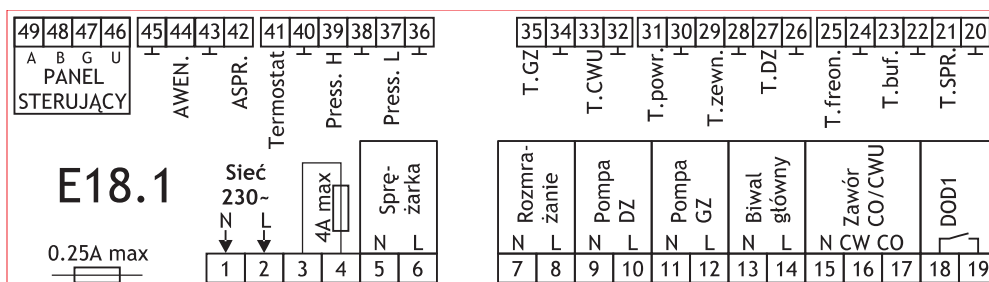 49 48 47 46 45 44 43 42 41 40 39 38 37 36 35 34 33 32 31 30 29 28 27 26 25 24 23 22 21 20
A B G U
PANEL
STERUJĄCY
AWEN.
ASPR.
Termostat
Press. H
Press. L
T.GZ
T.CWU
T.powr.
T.zewn.
T.DZ
T.freon.
T.buf.
T.SPR.
E18.1
0.25A max
Sieć
230~
N L
4A max
Sprę-
żarka
N L
Rozmra-
żanie
N L
Pompa
DZ
N L
Pompa
GZ
N L
Biwal
główny
N L
Zawór
CO/CWU
N CW CO
DOD1
1 2 3 4 5 6 7 8 9 10 11 12 13 14 15 16 17 18 19